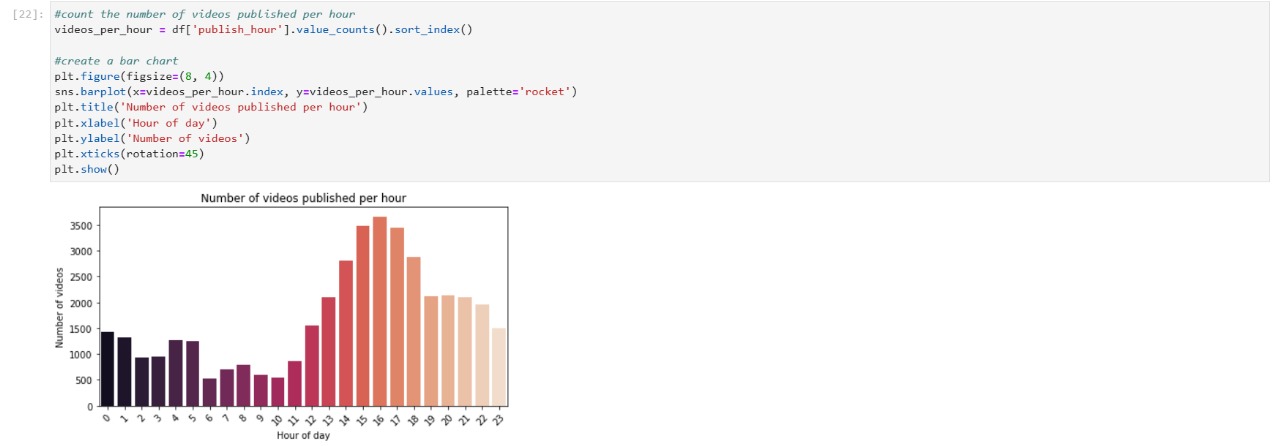 [22]:
#count the number of videos published per hour
videos_per_hour = df['publish_hour'].value_counts().sort_index()
#create a bar chart
plt.figure(figsize=(8, 4))
sns.barplot(x=videos_per_hour.index, y=videos_per_hour.values, palette='rocket')
plt.title('Number of videos published per hour')
plt.xlabel('Hour of day')
plt.ylabel('Number of videos')
plt.xticks(rotation=45)
plt.show()
Number of videos published per hour
Number of videos
3500
3000
2500
2000
1500
1000
500
0
0 1 2 3 4 5 6 7 8 9 10 11 12 13 14 15 16 17 18 19 20 21 22 23
Hour of day